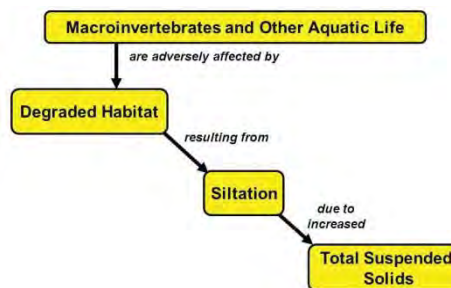 Macroinvertebrates and Other Aquatic Life
are adversely affected by
Degraded Habitat
resulting from
Siltation
due to
increased
Total Suspended
Solids